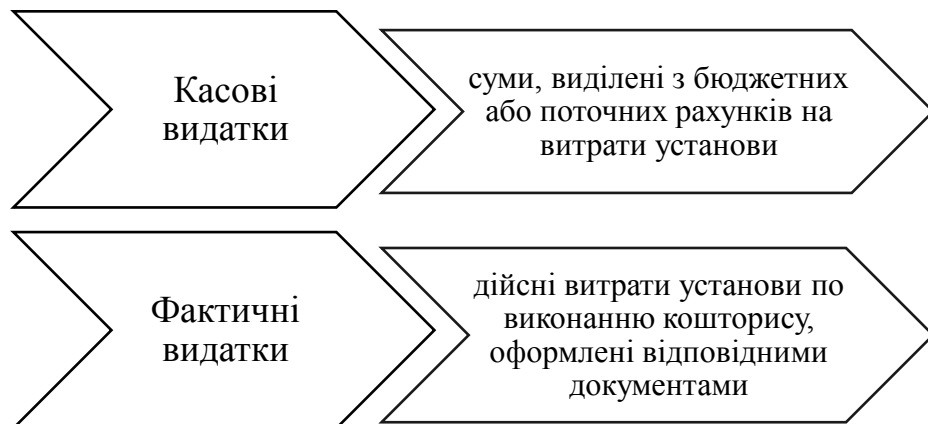 Касові
видатки
суми, виділені з бюджетних
або поточних рахунків на
витрати установи
Фактичні
видатки
дійсні витрати установи по
виконанню кошторису,
оформлені відповідними
документами